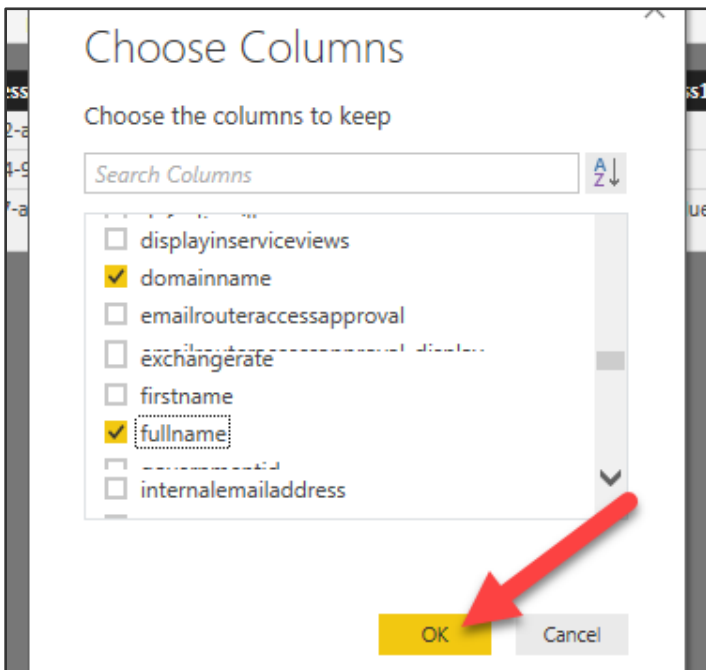 Choose Columns
Choose the columns to keep
Search Columns
displayinserviceviews
domainname
emailrouteraccessapproval
exchangerate
firstname
fullname
internalemailaddress
OK Cancel